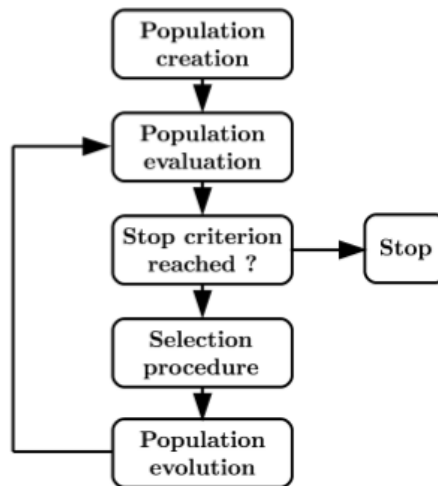 Population
creation
Population
evaluation
Stop criterion
reached ?
Stop
Selection
procedure
Population
evolution